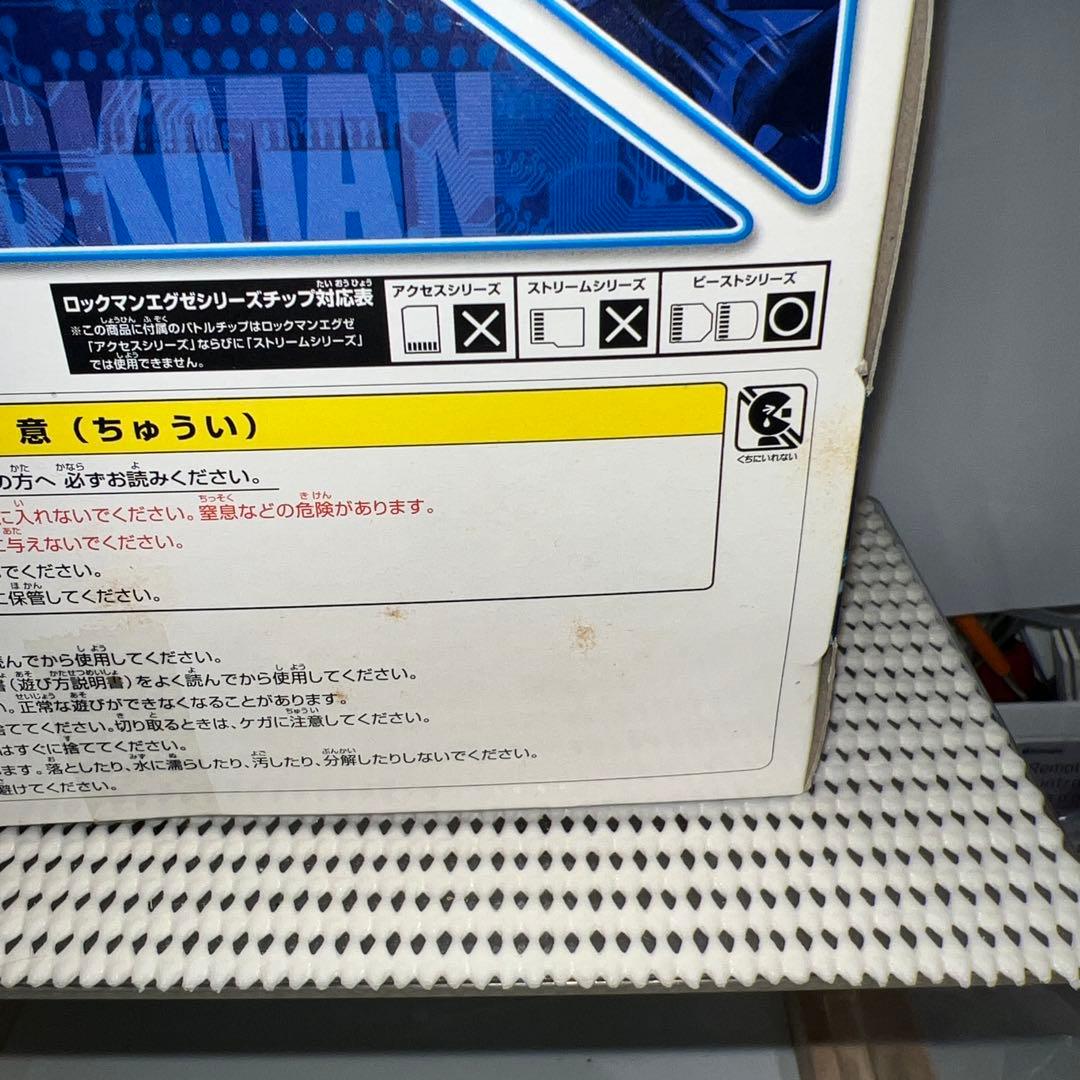 CKMAN
ロックマンエグゼシリーズチップ対応表
※この商品に付属のバトルチップはロックマンエグゼ
「アクセスシリーズ」ならびに「ストリームシリーズ」
では使用できません。
アクセスシリーズ
ストリームシリーズ
ビーストシリーズ
意（ちゅうい）
の方へ 必ずお読みください。
に入れないでください。窒息などの危険があります。
に与えないでください。
でください。
に保管してください。
くちにいれない
読んでから使用してください。
書（遊び方説明書）をよく読んでから使用してください。
い。正常な遊びができなくなることがあります。
捨ててください。切り取るときは、ケガに注意してください。
はすぐに捨ててください。
ます。落としたり、水に濡らしたり、汚したり、分解したりしないでください。
避けてください。